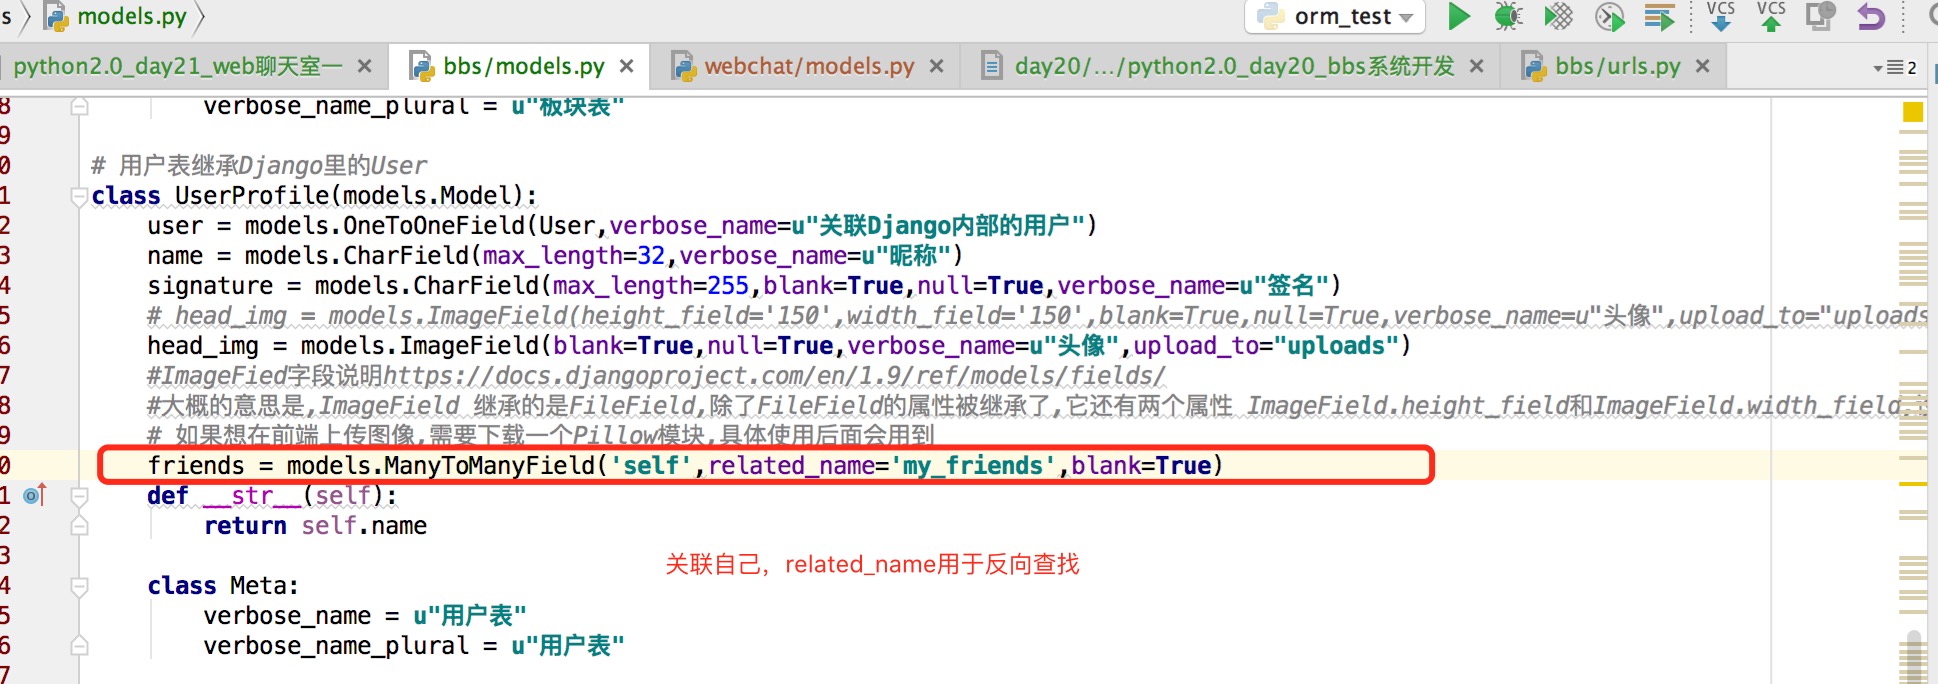 s models.py orm_test VCS VCS
python2.0_day21_web聊天室一 bbs/models.py webchat/models.py day20/.../python2.0_day20_bbs系统开发 bbs/urls.py 2
8 verbose_name_plural = u"板块表"
9
0 # 用户表继承Django里的User
1 class UserProfile(models.Model):
2 user = models.OneToOneField(User,verbose_name=u"关联Django内部的用户")
3 name = models.CharField(max_length=32,verbose_name=u"昵称")
4 signature = models.CharField(max_length=255,blank=True,null=True,verbose_name=u"签名")
5 # head_img = models.ImageField(height_field='150',width_field='150',blank=True,null=True,verbose_name=u"头像",upload_to="uploads
6 head_img = models.ImageField(blank=True,null=True,verbose_name=u"头像",upload_to="uploads")
7 #ImageFied字段说明https://docs.djangoproject.com/en/1.9/ref/models/fields/
8 #大概的意思是,ImageField 继承的是FileField,除了FileField的属性被继承了,它还有两个属性 ImageField.height_field和ImageField.width_field,
9 # 如果想在前端上传图像,需要下载一个Pillow模块,具体使用后面会用到
0 friends = models.ManyToManyField('self',related_name='my_friends',blank=True)
1 def __str__(self):
2 return self.name
3
关联自己，related_name用于反向查找
4 class Meta:
5 verbose_name = u"用户表"
6 verbose_name_plural = u"用户表"
7